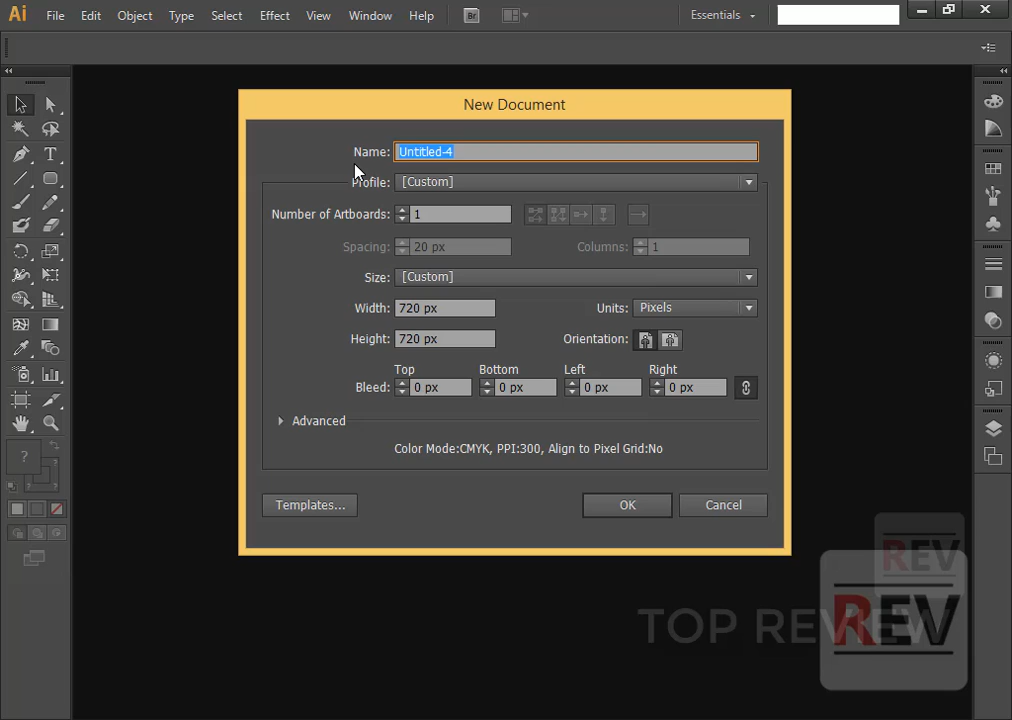 Ai File Edit Object Type Select Effect View Window Help Br Essentials
New Document
Name: Untitled-4
Profile: [Custom]
Number of Artboards: 1
Spacing: 20 px Columns: 1
Size: [Custom]
Width: 720 px Units: Pixels
Height: 720 px Orientation:
Top Bottom Left Right
Bleed: 0 px 0 px 0 px 0 px
Advanced
Color Mode:CMYK, PPI:300, Align to Pixel Grid:No
Templates... OK Cancel
T
?
REV
TOP REVIEW
REV